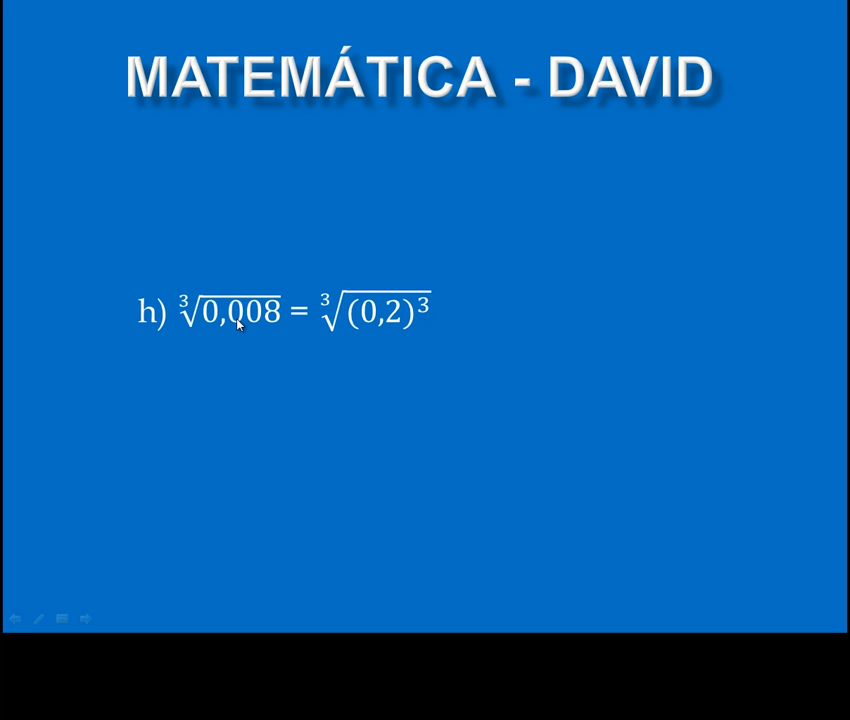 MATEMÁTICA - DAVID
h) ∛0,008 = ∛(0,2)³